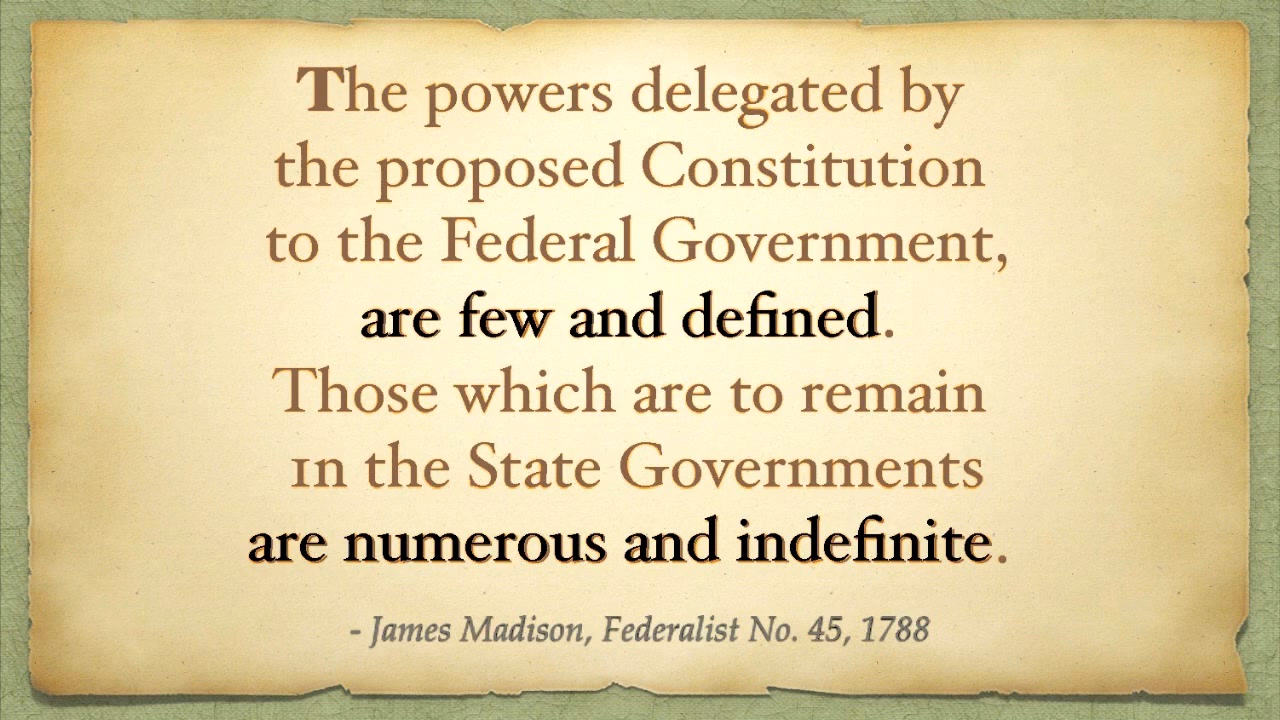 The powers delegated by
the proposed Constitution
to the Federal Government,
are few and defined.
Those which are to remain
in the State Governments
are numerous and indefinite.
- James Madison, Federalist No. 45, 1788